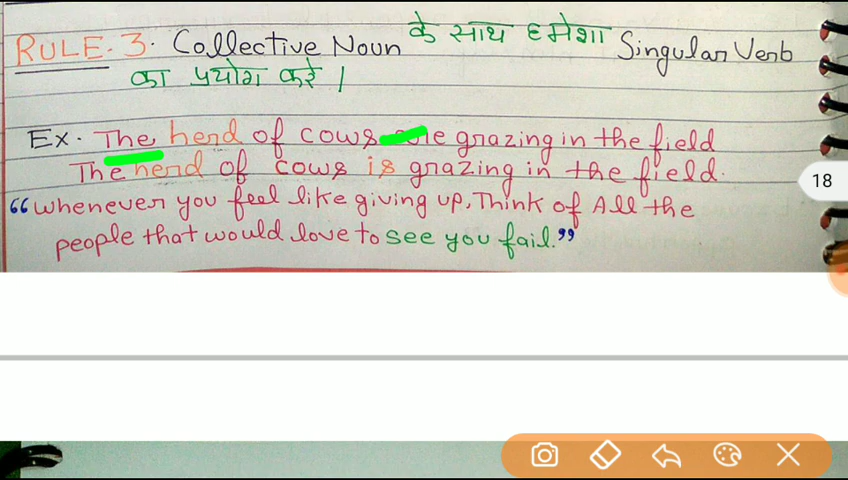 RULE-3. Collective Noun के साथ हमेशा Singular Verb
का प्रयोग करें।
Ex. The herd of cows are grazing in the field
The herd of cows is grazing in the field.
18
“Whenever you feel like giving up, Think of All the
people that would love to see you fail.”